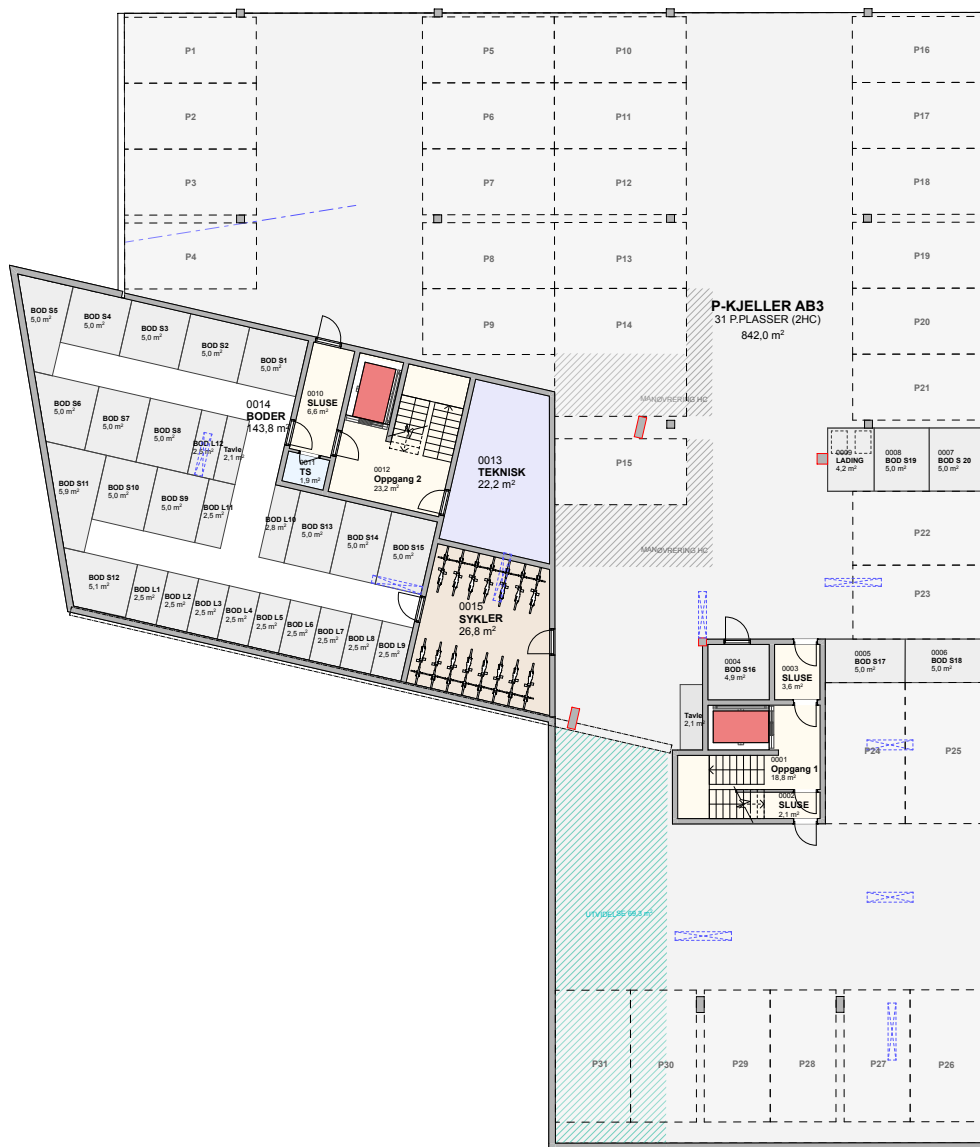 P1
P5
P10
P16
P2
P6
P11
P17
P3
P7
P12
P18
P4
P8
P13
P19
P-KJELLER AB3
31 P.PLASSER (2HC)
842,0 m²
P9
P14
P20
P21
MANØVRERING HC
P15
MANØVRERING HC
BOD S5
5,0 m²
BOD S4
5,0 m²
BOD S3
5,0 m²
BOD S2
5,0 m²
BOD S1
5,0 m²
0010
SLUSE
6,6 m²
0014
BODER
143,8 m²
BOD S6
5,0 m²
BOD S7
5,0 m²
BOD S8
5,0 m²
BOD L12
2,5 m²
Tavle
2,1 m²
0011
TS
1,9 m²
0012
Oppgang 2
23,2 m²
0013
TEKNISK
22,2 m²
0009
LADING
4,2 m²
0008
BOD S19
5,0 m²
0007
BOD S 20
5,0 m²
BOD S11
5,9 m²
BOD S10
5,0 m²
BOD S9
5,0 m²
BOD L11
2,5 m²
BOD L10
2,8 m²
BOD S13
5,0 m²
BOD S14
5,0 m²
BOD S15
5,0 m²
P22
P23
BOD S12
5,1 m²
BOD L1
2,5 m²
BOD L2
2,5 m²
BOD L3
2,5 m²
BOD L4
2,5 m²
BOD L5
2,5 m²
BOD L6
2,5 m²
BOD L7
2,5 m²
BOD L8
2,5 m²
BOD L9
2,5 m²
0015
SYKLER
26,8 m²
0004
BOD S16
4,9 m²
0003
SLUSE
3,6 m²
0005
BOD S17
5,0 m²
0006
BOD S18
5,0 m²
Tavle
2,1 m²
0001
Oppgang 1
18,8 m²
0002
SLUSE
2,1 m²
P24
P25
UTVIDELSE 69,3 m²
P31
P30
P29
P28
P27
P26